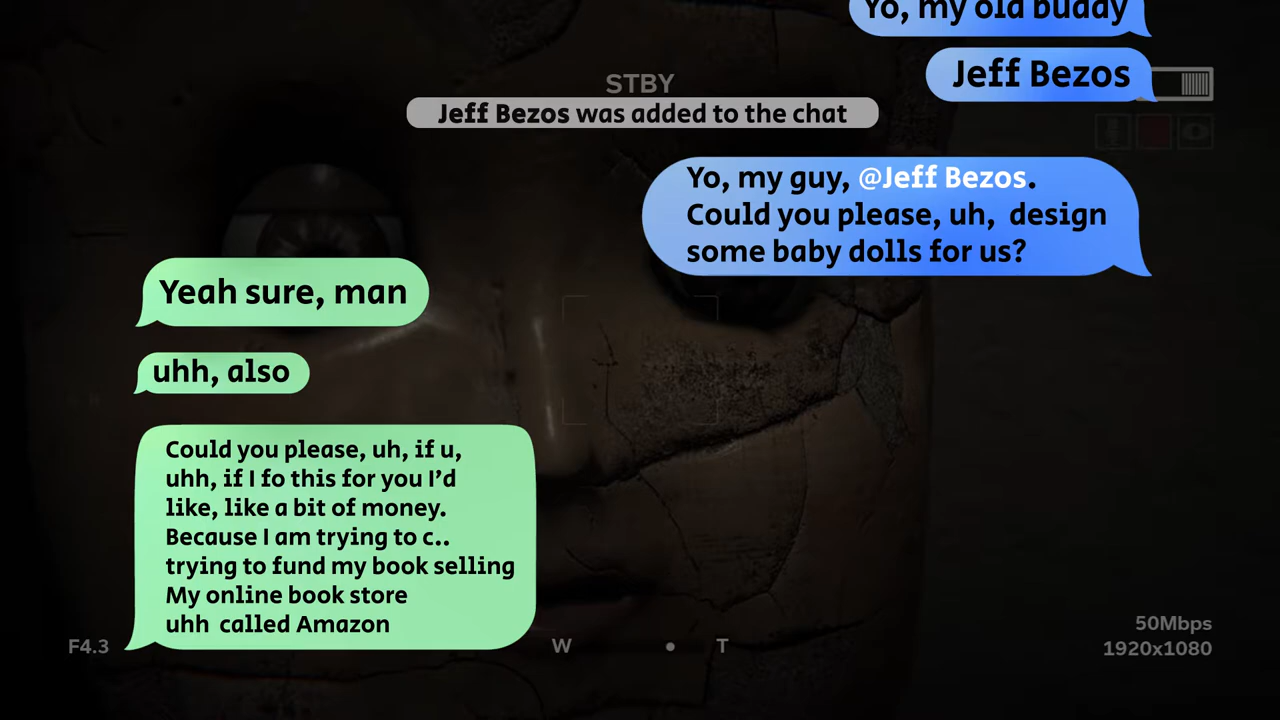 Yo, my old buddy
Jeff Bezos
STBY
Jeff Bezos was added to the chat
Yo, my guy, @Jeff Bezos.
Could you please, uh, design
some baby dolls for us?
Yeah sure, man
uhh, also
Could you please, uh, if u,
uhh, if I fo this for you I'd
like, like a bit of money.
Because I am trying to c..
trying to fund my book selling
My online book store
uhh called Amazon
F4.3
W
T
50Mbps
1920x1080